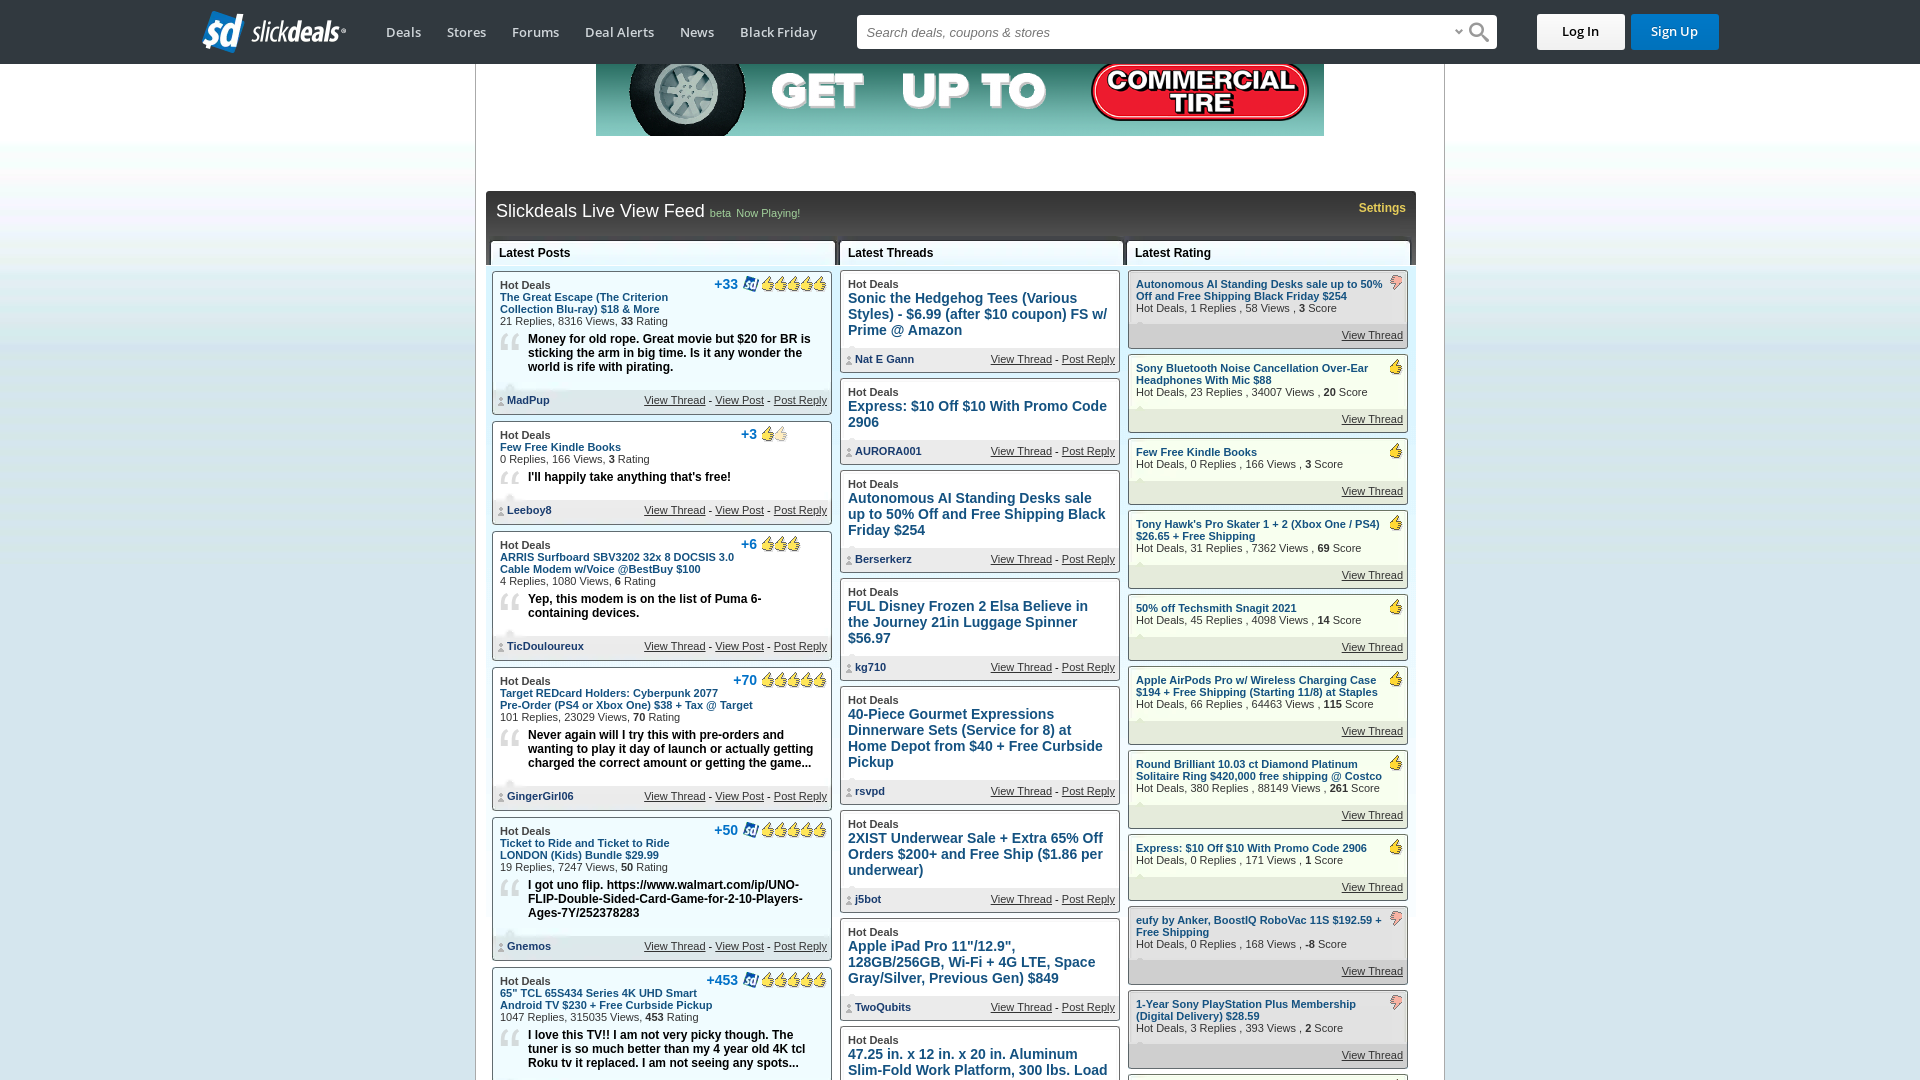 slickdeals
Deals
Stores
Forums
Deal Alerts
News
Black Friday
Search deals, coupons & stores
Log In
Sign Up
GET UP TO
COMMERCIAL
TIRE
Slickdeals Live View Feed beta Now Playing!
Settings
Latest Posts
Hot Deals
+33
The Great Escape (The Criterion
Collection Blu-ray) $18 & More
21 Replies, 8316 Views, 33 Rating
Money for old rope. Great movie but $20 for BR is
sticking the arm in big time. Is it any wonder the
world is rife with pirating.
MadPup
View Thread - View Post - Post Reply
Hot Deals
+3
Few Free Kindle Books
0 Replies, 166 Views, 3 Rating
I'll happily take anything that's free!
Leeboy8
View Thread - View Post - Post Reply
Hot Deals
+6
ARRIS Surfboard SBV3202 32x 8 DOCSIS 3.0
Cable Modem w/Voice @BestBuy $100
4 Replies, 1080 Views, 6 Rating
Yep, this modem is on the list of Puma 6-
containing devices.
TicDouloureux
View Thread - View Post - Post Reply
Hot Deals
+70
Target REDcard Holders: Cyberpunk 2077
Pre-Order (PS4 or Xbox One) $38 + Tax @ Target
101 Replies, 23029 Views, 70 Rating
Never again will I try this with pre-orders and
wanting to play it day of launch or actually getting
charged the correct amount or getting the game...
GingerGirl06
View Thread - View Post - Post Reply
Hot Deals
+50
Ticket to Ride and Ticket to Ride
LONDON (Kids) Bundle $29.99
19 Replies, 7247 Views, 50 Rating
I got uno flip. https://www.walmart.com/ip/UNO-
FLIP-Double-Sided-Card-Game-for-2-10-Players-
Ages-7Y/252378283
Gnemos
View Thread - View Post - Post Reply
Hot Deals
+453
65" TCL 65S434 Series 4K UHD Smart
Android TV $230 + Free Curbside Pickup
1047 Replies, 315035 Views, 453 Rating
I love this TV!! I am not very picky though. The
tuner is so much better than my 4 year old 4K tcl
Roku tv it replaced. I am not seeing any spots...
Latest Threads
Hot Deals
Sonic the Hedgehog Tees (Various
Styles) - $6.99 (after $10 coupon) FS w/
Prime @ Amazon
Nat E Gann
View Thread - Post Reply
Hot Deals
Express: $10 Off $10 With Promo Code
2906
AURORA001
View Thread - Post Reply
Hot Deals
Autonomous AI Standing Desks sale
up to 50% Off and Free Shipping Black
Friday $254
Berserkerz
View Thread - Post Reply
Hot Deals
FUL Disney Frozen 2 Elsa Believe in
the Journey 21in Luggage Spinner
$56.97
kg710
View Thread - Post Reply
Hot Deals
40-Piece Gourmet Expressions
Dinnerware Sets (Service for 8) at
Home Depot from $40 + Free Curbside
Pickup
rsvpd
View Thread - Post Reply
Hot Deals
2XIST Underwear Sale + Extra 65% Off
Orders $200+ and Free Ship ($1.86 per
underwear)
j5bot
View Thread - Post Reply
Hot Deals
Apple iPad Pro 11"/12.9",
128GB/256GB, Wi-Fi + 4G LTE, Space
Gray/Silver, Previous Gen) $849
TwoQubits
View Thread - Post Reply
Hot Deals
47.25 in. x 12 in. x 20 in. Aluminum
Slim-Fold Work Platform, 300 lbs. Load
Latest Rating
Autonomous AI Standing Desks sale up to 50%
Off and Free Shipping Black Friday $254
Hot Deals, 1 Replies , 58 Views , 3 Score
View Thread
Sony Bluetooth Noise Cancellation Over-Ear
Headphones With Mic $88
Hot Deals, 23 Replies , 34007 Views , 20 Score
View Thread
Few Free Kindle Books
Hot Deals, 0 Replies , 166 Views , 3 Score
View Thread
Tony Hawk's Pro Skater 1 + 2 (Xbox One / PS4)
$26.65 + Free Shipping
Hot Deals, 31 Replies , 7362 Views , 69 Score
View Thread
50% off Techsmith Snagit 2021
Hot Deals, 45 Replies , 4098 Views , 14 Score
View Thread
Apple AirPods Pro w/ Wireless Charging Case
$194 + Free Shipping (Starting 11/8) at Staples
Hot Deals, 66 Replies , 64463 Views , 115 Score
View Thread
Round Brilliant 10.03 ct Diamond Platinum
Solitaire Ring $420,000 free shipping @ Costco
Hot Deals, 380 Replies , 88149 Views , 261 Score
View Thread
Express: $10 Off $10 With Promo Code 2906
Hot Deals, 0 Replies , 171 Views , 1 Score
View Thread
eufy by Anker, BoostIQ RoboVac 11S $192.59 +
Free Shipping
Hot Deals, 0 Replies , 168 Views , -8 Score
View Thread
1-Year Sony PlayStation Plus Membership
(Digital Delivery) $28.59
Hot Deals, 3 Replies , 393 Views , 2 Score
View Thread